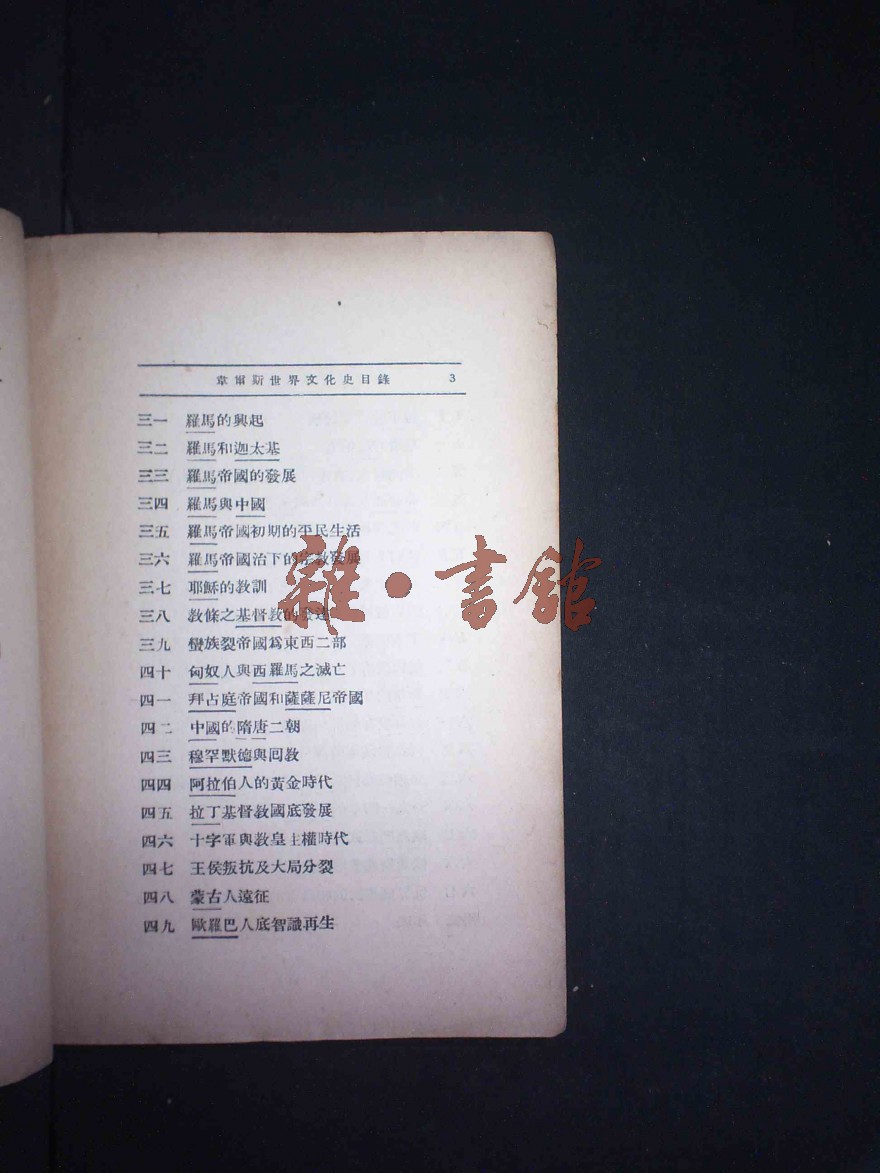 韋爾斯世界文化史目錄 3
三一 羅馬的興起
三二 羅馬和迦太基
三三 羅馬帝國的發展
三四 羅馬與中國
三五 羅馬帝國初期的平民生活
三六 羅馬帝國治下的宗教發展
三七 耶穌的教訓
三八 教條之基督教的發達
三九 蠻族裂帝國爲東西二部
四十 匈奴人與西羅馬之滅亡
四一 拜占庭帝國和薩薩尼帝國
四二 中國的隋唐二朝
四三 穆罕默德與囘教
四四 阿拉伯人的黃金時代
四五 拉丁基督教國底發展
四六 十字軍與教皇主權時代
四七 王侯叛抗及大局分裂
四八 蒙古人遠征
四九 歐羅巴人底智識再生
雜·書館